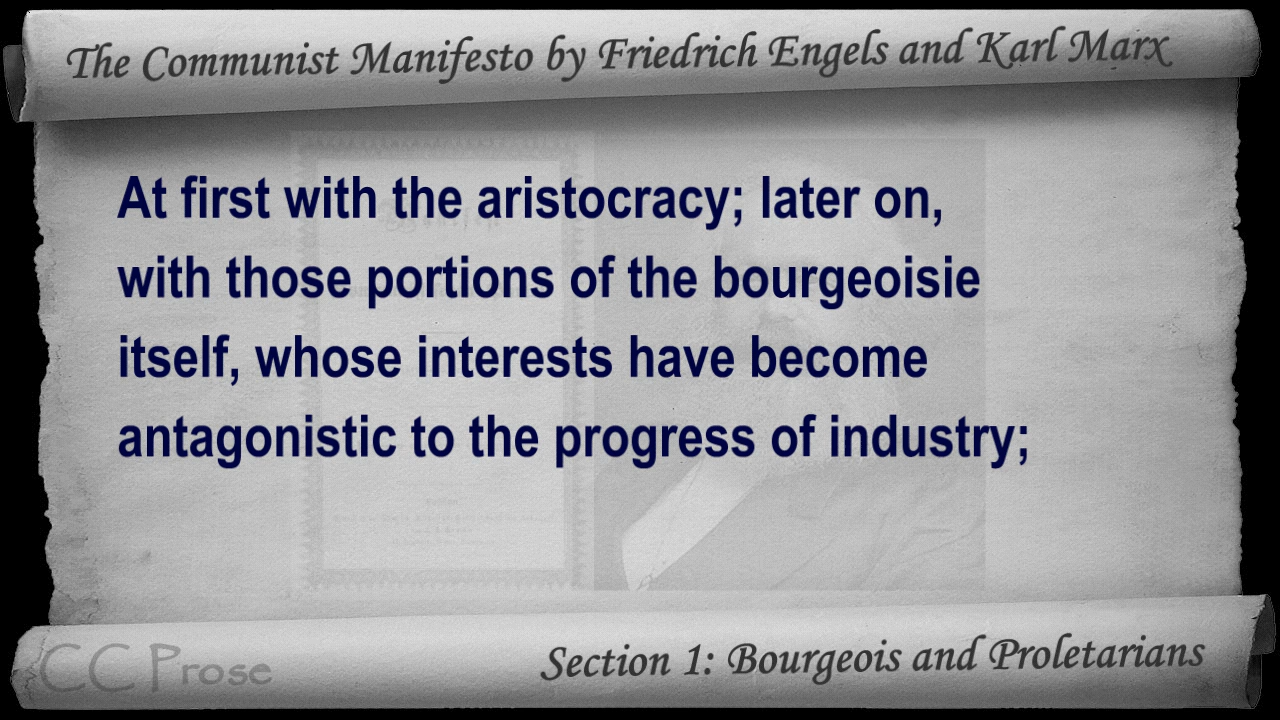 The Communist Manifesto by Friedrich Engels and Karl Marx
At first with the aristocracy; later on,
with those portions of the bourgeoisie
itself, whose interests have become
antagonistic to the progress of industry;
CC Prose
Section 1: Bourgeois and Proletarians